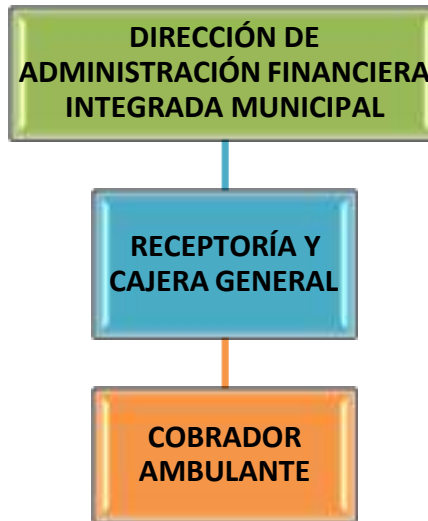 DIRECCIÓN DE
ADMINISTRACIÓN FINANCIERA
INTEGRADA MUNICIPAL
RECEPTORÍA Y
CAJERA GENERAL
COBRADOR
AMBULANTE